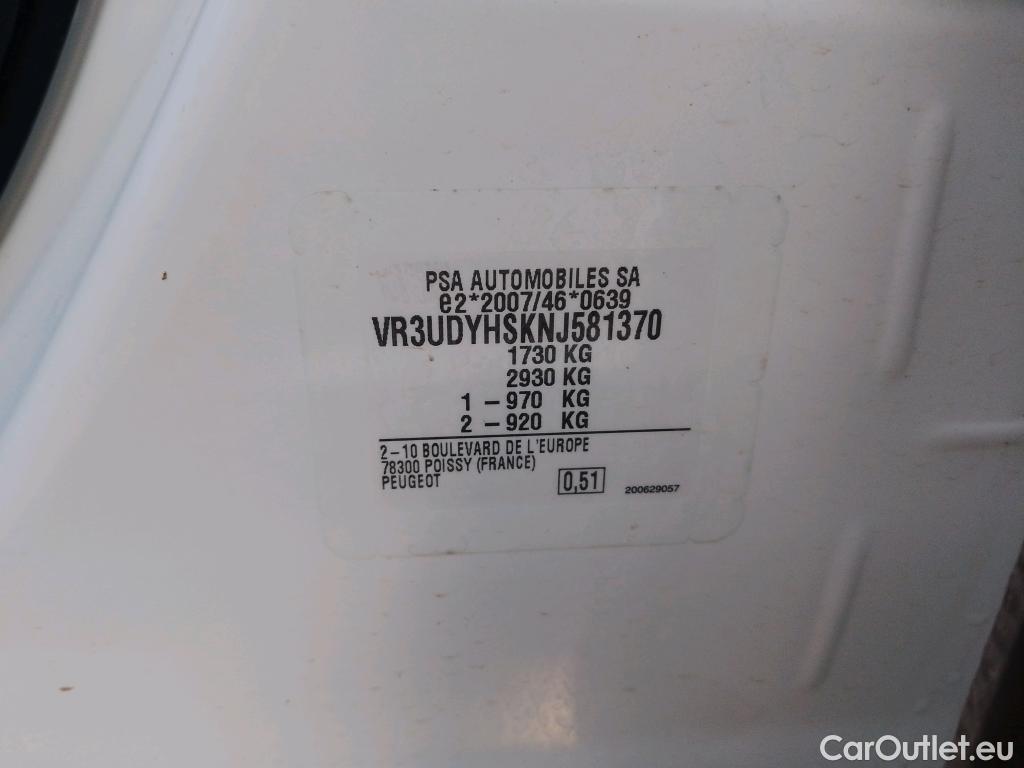 PSA AUTOMOBILES SA
e2*2007/46*0639
VR3UDYHSKNJ581370
1730 KG
2930 KG
1 – 970 KG
2 – 920 KG
2–10 BOULEVARD DE L'EUROPE
78300 POISSY (FRANCE)
PEUGEOT
0,51
200629057
CarOutlet.eu